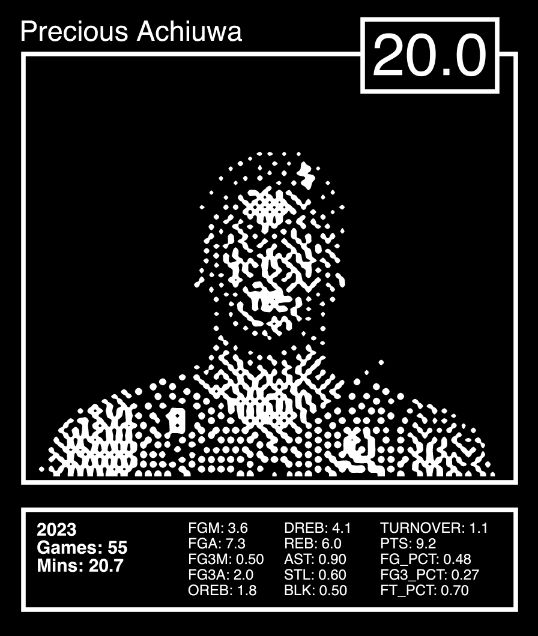 Precious Achiuwa
20.0
2023
Games: 55
Mins: 20.7
FGM: 3.6
FGA: 7.3
FG3M: 0.50
FG3A: 2.0
OREB: 1.8
DREB: 4.1
REB: 6.0
AST: 0.90
STL: 0.60
BLK: 0.50
TURNOVER: 1.1
PTS: 9.2
FG_PCT: 0.48
FG3_PCT: 0.27
FT_PCT: 0.70